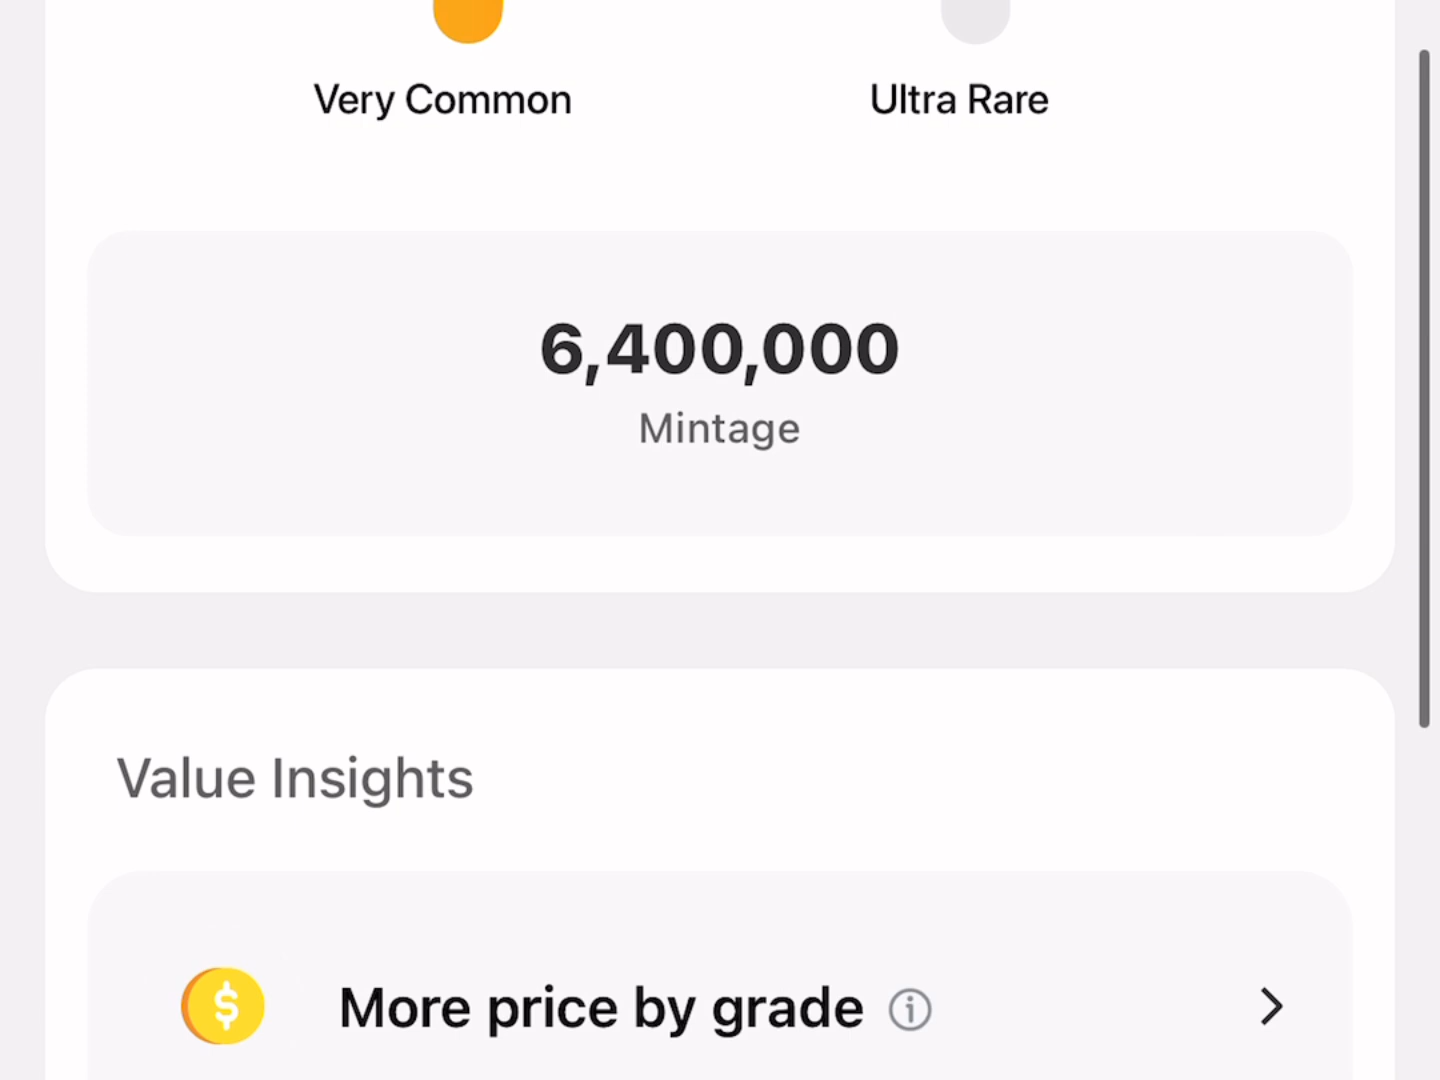 Very Common Ultra Rare
6,400,000
Mintage
Value Insights
$ More price by grade